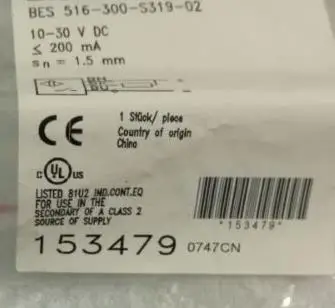 BES 516-300-S319-02
10-30 V DC
≤ 200 mA
sn = 1.5 mm
CE
1 Stück/ piece
Country of origin
China
c UL us
LISTED 81U2 IND.CONT.EQ
FOR USE IN THE
SECONDARY OF A CLASS 2
SOURCE OF SUPPLY
*153479*
153479 0747CN